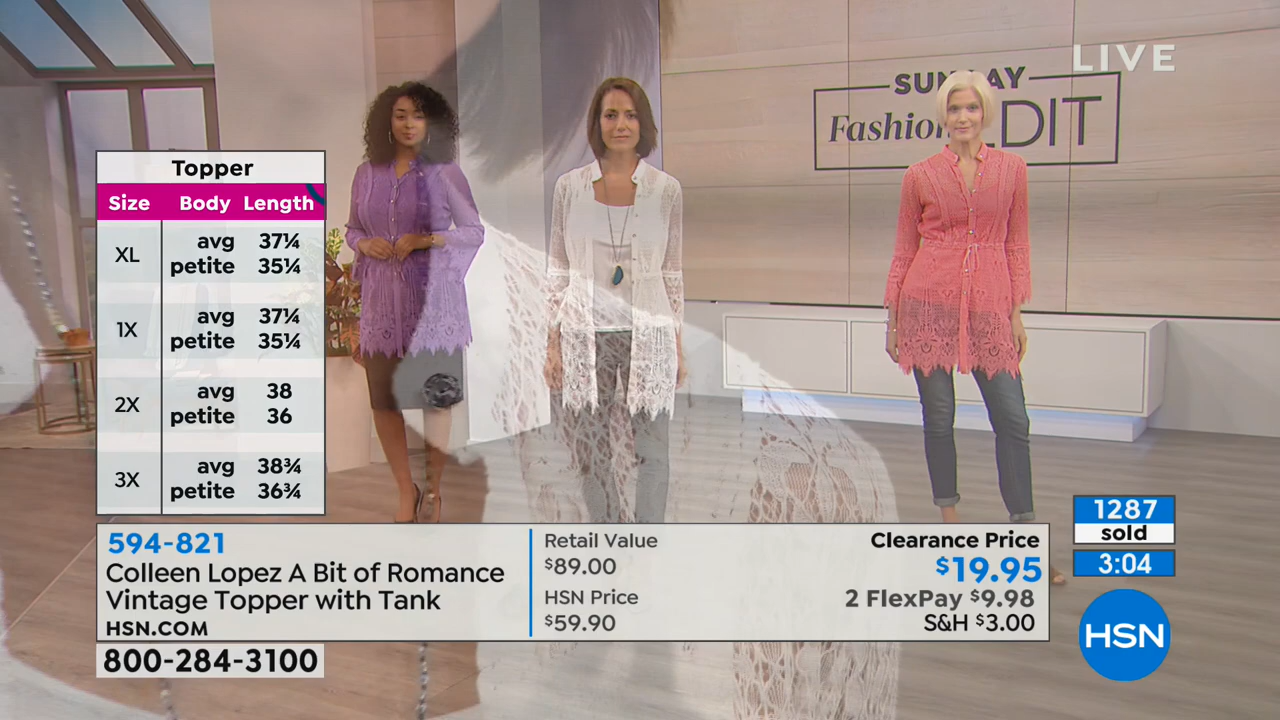 LIVE
SUNDAY
Fashion EDIT
Topper
Size Body Length
XL avg 37¼
petite 35¼
1X avg 37¼
petite 35¼
2X avg 38
petite 36
3X avg 38¾
petite 36¾
594-821
Colleen Lopez A Bit of Romance
Vintage Topper with Tank
HSN.COM
800-284-3100
Retail Value
$89.00
HSN Price
$59.90
Clearance Price
$19.95
2 FlexPay $9.98
S&H $3.00
1287
sold
3:04
HSN